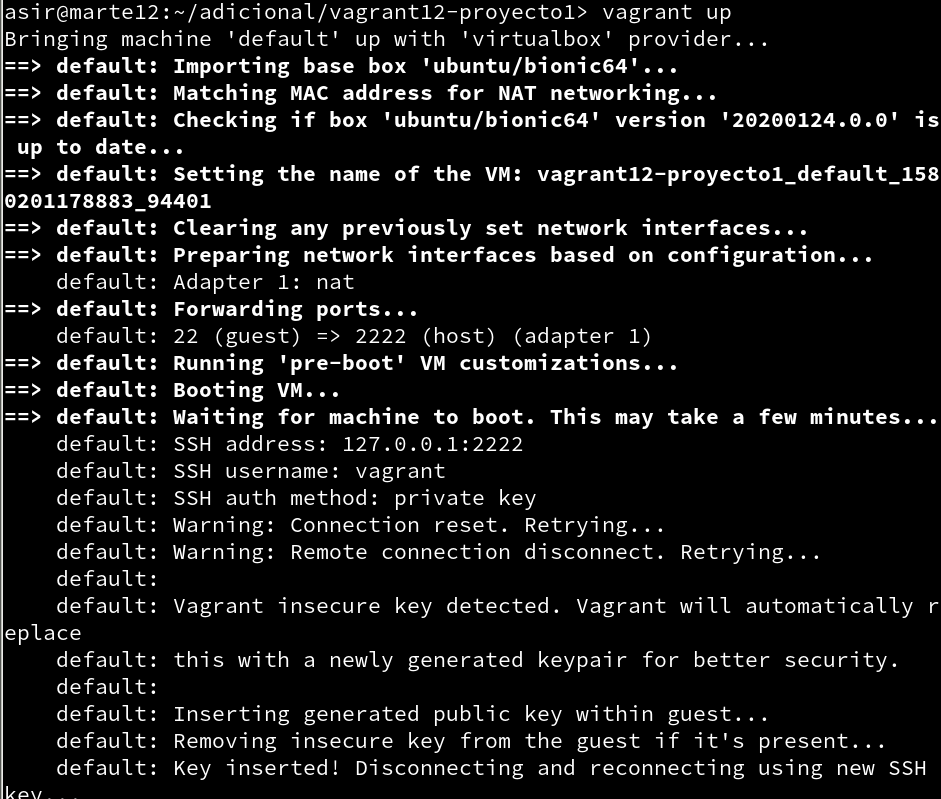 asir@marte12:~/adicional/vagrant12-proyecto1> vagrant up
Bringing machine 'default' up with 'virtualbox' provider...
==> default: Importing base box 'ubuntu/bionic64'...
==> default: Matching MAC address for NAT networking...
==> default: Checking if box 'ubuntu/bionic64' version '20200124.0.0' is
 up to date...
==> default: Setting the name of the VM: vagrant12-proyecto1_default_158
0201178883_94401
==> default: Clearing any previously set network interfaces...
==> default: Preparing network interfaces based on configuration...
    default: Adapter 1: nat
==> default: Forwarding ports...
    default: 22 (guest) => 2222 (host) (adapter 1)
==> default: Running 'pre-boot' VM customizations...
==> default: Booting VM...
==> default: Waiting for machine to boot. This may take a few minutes...
    default: SSH address: 127.0.0.1:2222
    default: SSH username: vagrant
    default: SSH auth method: private key
    default: Warning: Connection reset. Retrying...
    default: Warning: Remote connection disconnect. Retrying...
    default:
    default: Vagrant insecure key detected. Vagrant will automatically r
eplace
    default: this with a newly generated keypair for better security.
    default:
    default: Inserting generated public key within guest...
    default: Removing insecure key from the guest if it's present...
    default: Key inserted! Disconnecting and reconnecting using new SSH
key...